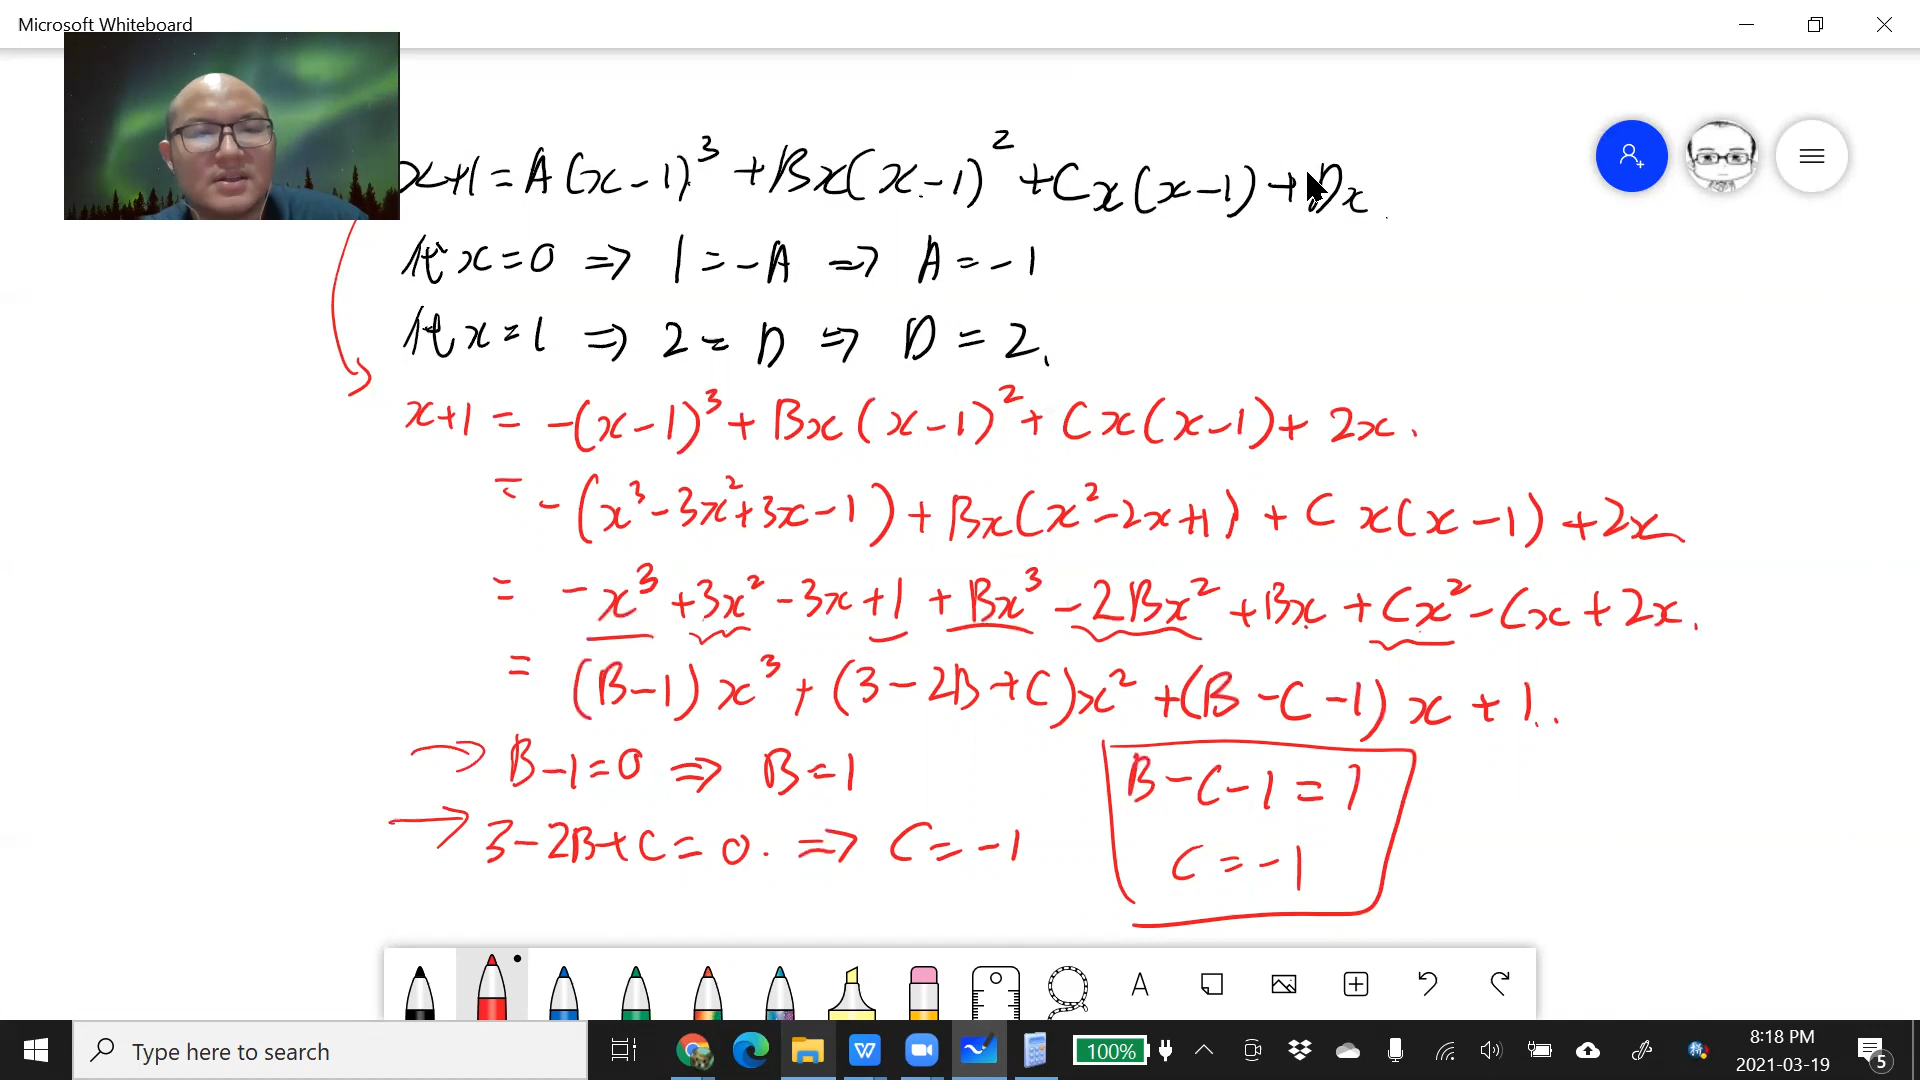 Microsoft Whiteboard
x+1 = A(x-1)³ + Bx(x-1)² + Cx(x-1) + Dx
代 x=0 ⇒ 1=-A ⇒ A=-1
代 x=1 ⇒ 2=D ⇒ D=2.
x+1 = -(x-1)³ + Bx(x-1)² + Cx(x-1) + 2x.
= -(x³-3x²+3x-1) + Bx(x²-2x+1) + Cx(x-1) + 2x
= -x³+3x²-3x+1 + Bx³ - 2Bx² + Bx + Cx² - Cx + 2x.
= (B-1)x³ + (3-2B+C)x² + (B-C-1)x + 1..
→ B-1=0 ⇒ B=1
→ 3-2B+C=0. ⇒ C=-1
B-C-1=1
C=-1
A
Type here to search
100%
8:18 PM
2021-03-19
5